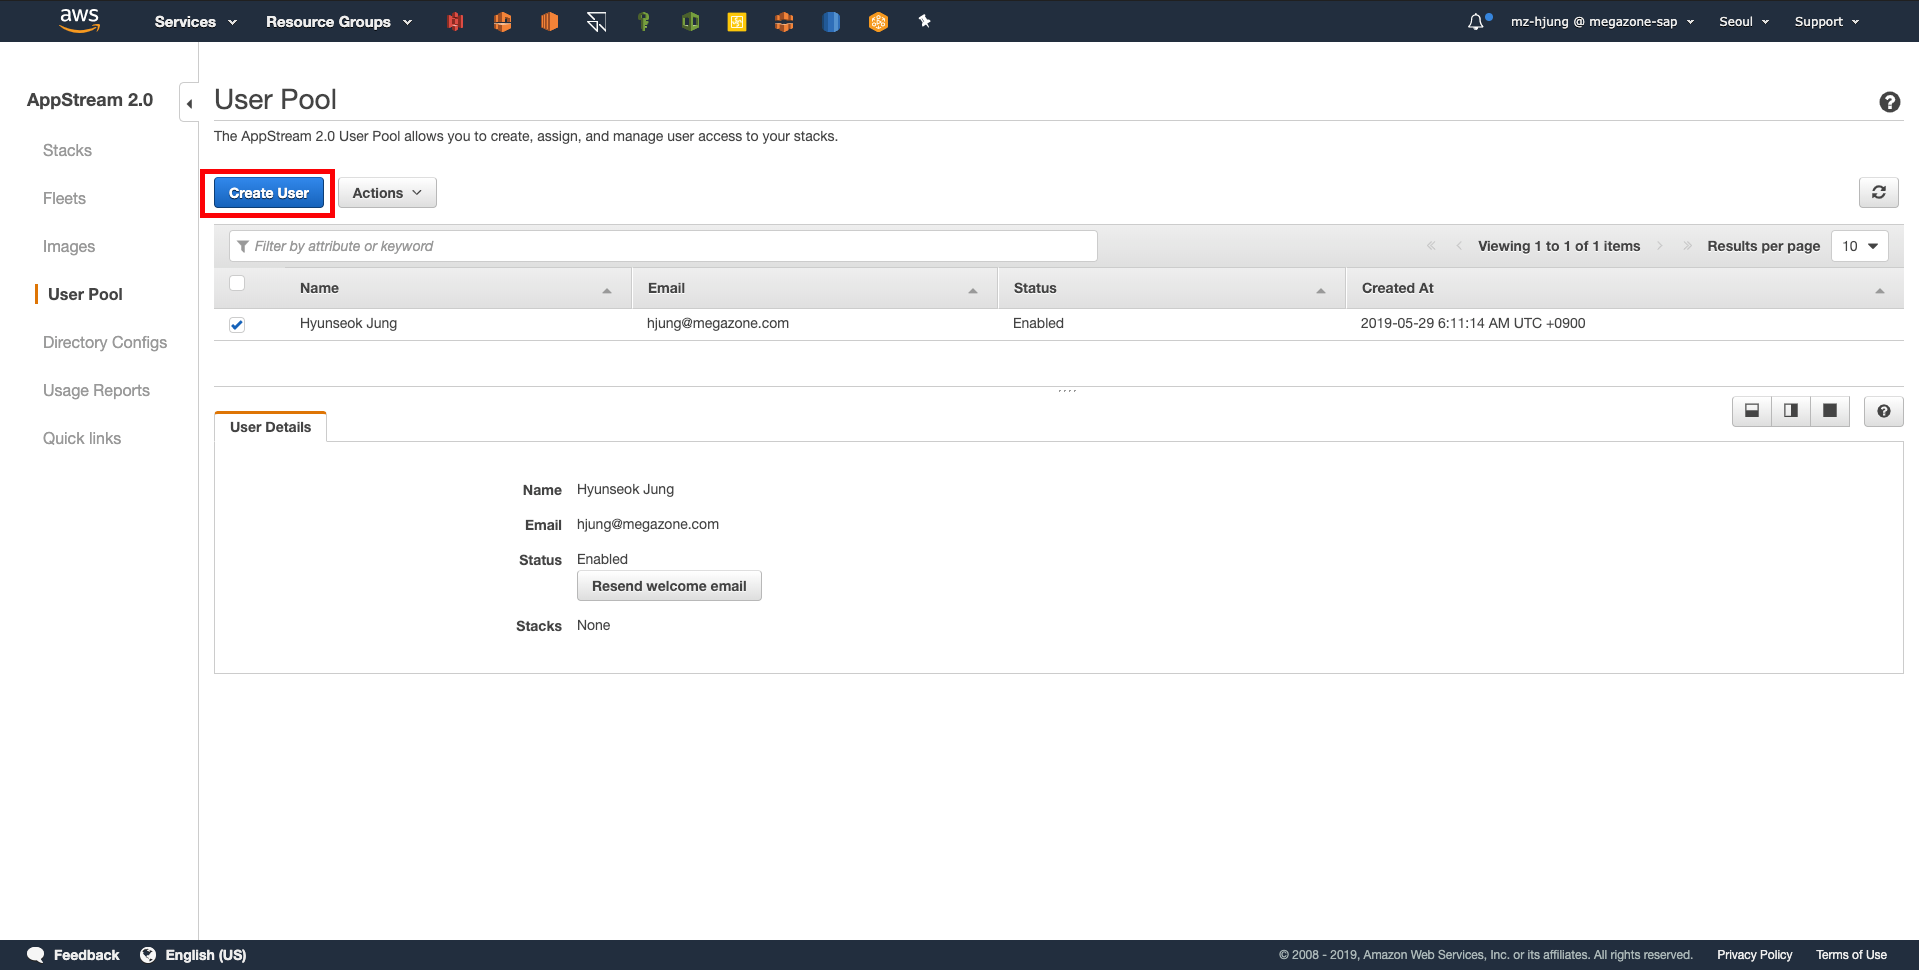 aws Services Resource Groups mz-hjung @ megazone-sap Seoul Support
AppStream 2.0
Stacks
Fleets
Images
User Pool
Directory Configs
Usage Reports
Quick links
User Pool
The AppStream 2.0 User Pool allows you to create, assign, and manage user access to your stacks.
Create User Actions
Filter by attribute or keyword Viewing 1 to 1 of 1 items Results per page 10
Name Email Status Created At
Hyunseok Jung hjung@megazone.com Enabled 2019-05-29 6:11:14 AM UTC +0900
User Details
Name Hyunseok Jung
Email hjung@megazone.com
Status Enabled
Resend welcome email
Stacks None
Feedback English (US) © 2008 - 2019, Amazon Web Services, Inc. or its affiliates. All rights reserved. Privacy Policy Terms of Use